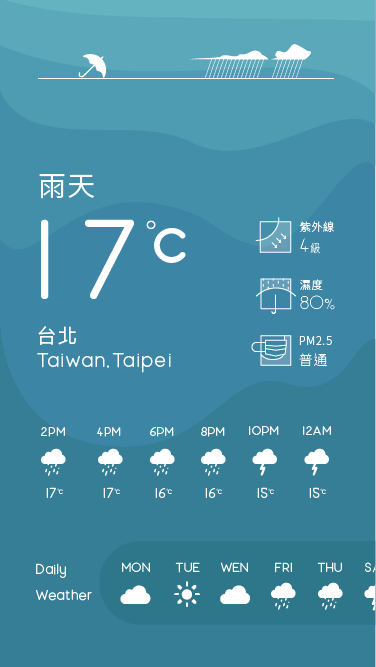 雨天
17°C
紫外線
4級
濕度
80%
PM2.5
普通
台北
Taiwan,Taipei
2PM 4PM 6PM 8PM 10PM 12AM
17°C 17°C 16°C 16°C 15°C 15°C
Daily
Weather
MON TUE WEN FRI THU